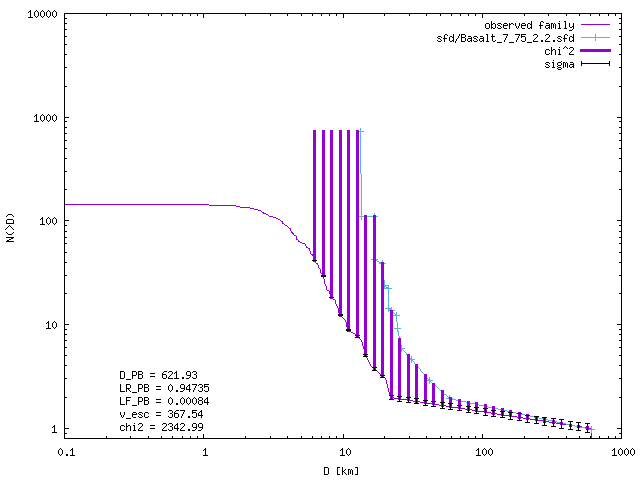 10000
1000
100
10
1
N(>D)
observed family
sfd/Basalt_7_75_2.2.sfd
chi^2
sigma
D_PB = 621.93
LR_PB = 0.94735
LF_PB = 0.00084
v_esc = 367.54
chi2 = 2342.99
0.1 1 10 100 1000
D [km]